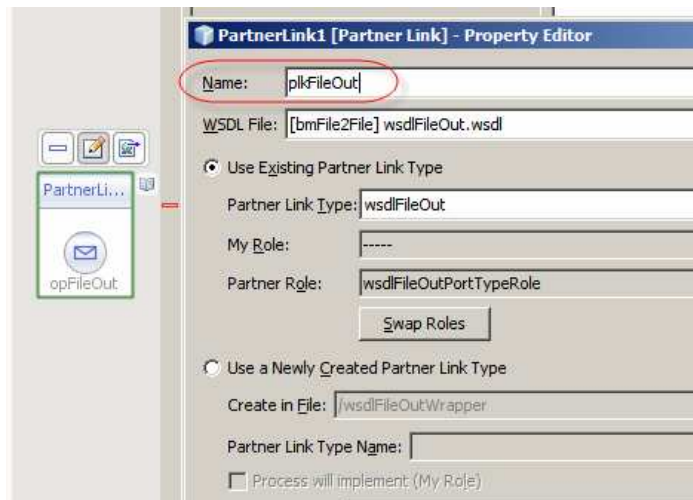 PartnerLink1 [Partner Link] - Property Editor
Name: plkFileOut
WSDL File: [bmFile2File] wsdlFileOut.wsdl
PartnerLi...
opFileOut
Use Existing Partner Link Type
Partner Link Type: wsdlFileOut
My Role: -----
Partner Role: wsdlFileOutPortTypeRole
Swap Roles
Use a Newly Created Partner Link Type
Create in File: /wsdlFileOutWrapper
Partner Link Type Name:
Process will implement (My Role)